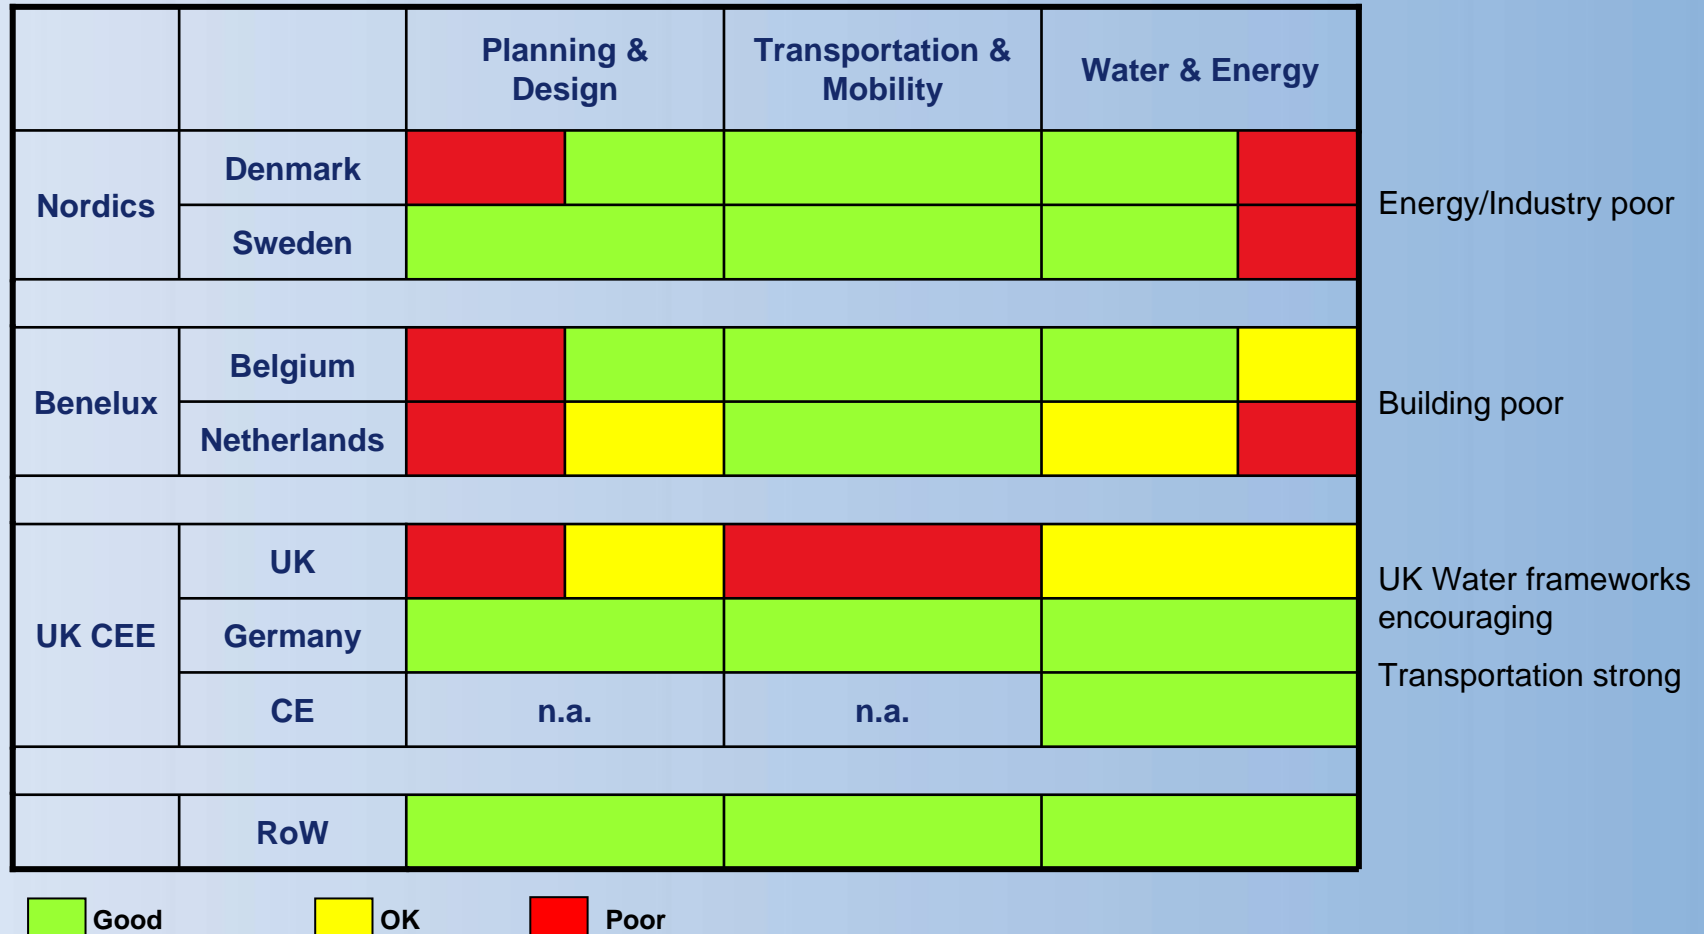 Planning &
Design
Transportation &
Mobility
Water & Energy
Nordics
Denmark
Sweden
Energy/Industry poor
Benelux
Belgium
Netherlands
Building poor
UK CEE
UK
Germany
CE
n.a.
n.a.
UK Water frameworks
encouraging
Transportation strong
RoW
Good
OK
Poor